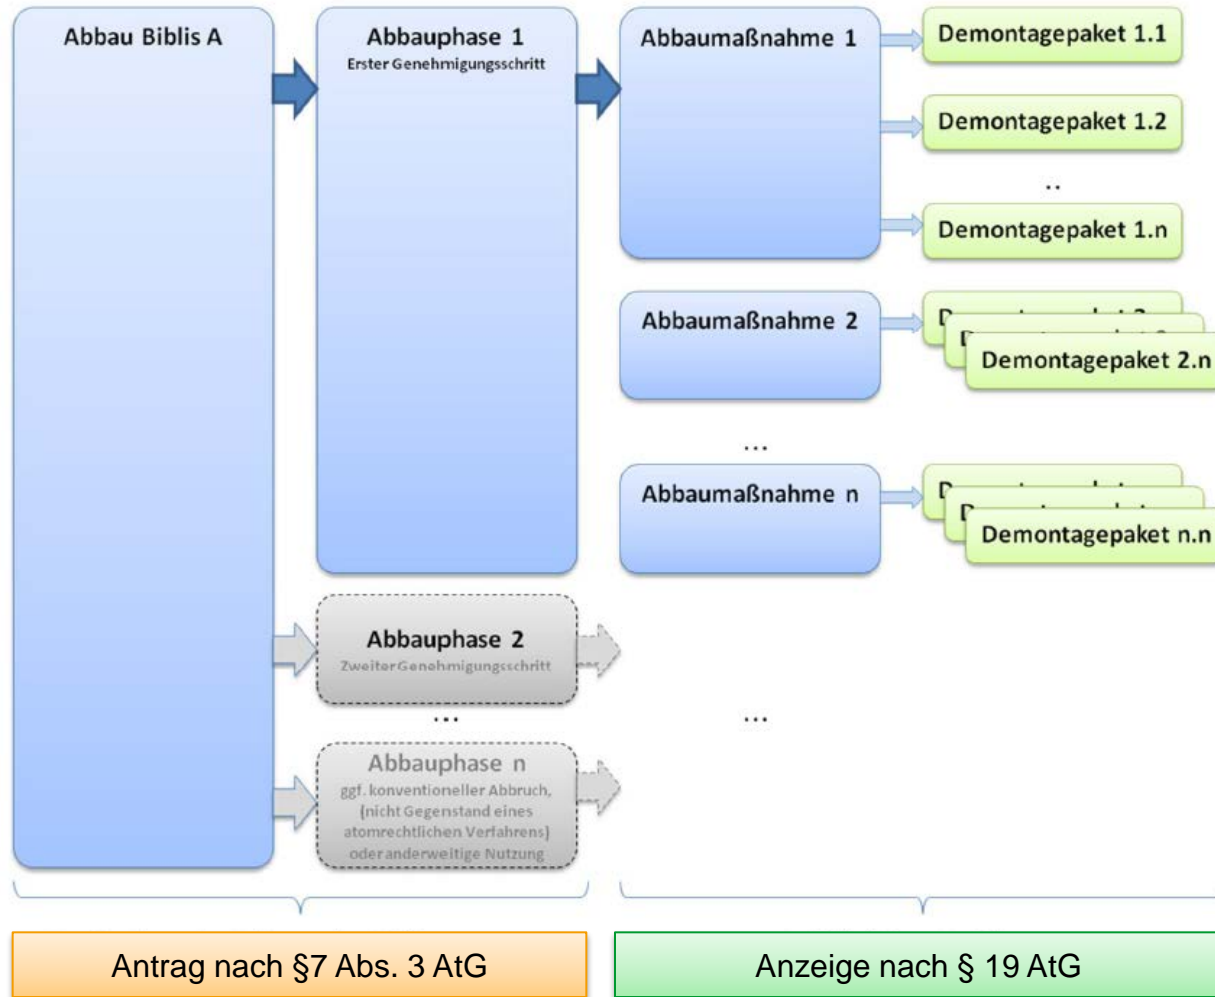 Abbau Biblis A
Abbauphase 1
Erster Genehmigungsschritt
Abbaumaßnahme 1
Demontagepaket 1.1
Demontagepaket 1.2
..
Demontagepaket 1.n
Abbaumaßnahme 2
Demontagepaket 2.n
...
Abbaumaßnahme n
Demontagepaket n.n
Abbauphase 2
Zweiter Genehmigungsschritt
...
...
Abbauphase n
ggf. konventioneller Abbruch,
(nicht Gegenstand eines
atomrechtlichen Verfahrens)
oder anderweitige Nutzung
Antrag nach §7 Abs. 3 AtG
Anzeige nach § 19 AtG